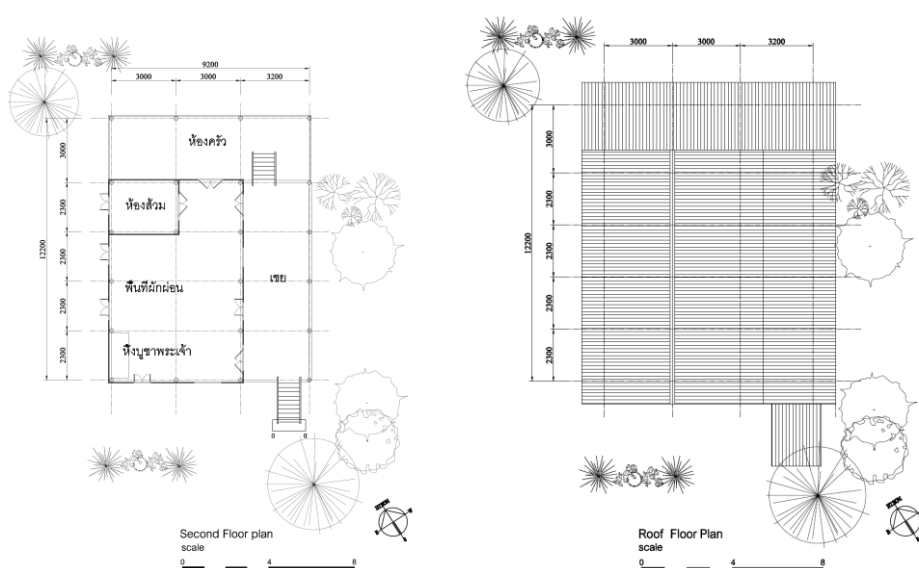 9200
3000 3000 3200
ห้องครัว
3000
ห้องส้วม
2300
2300
12200
เชย
พื้นที่ผักผ่อน
2300
หิ้งบูชาพระเจ้า
2300
Second Floor plan
scale
0 4 8
3000 3000 3200
3000
2300
2300
12200
2300
2300
Roof Floor Plan
scale
0 4 8